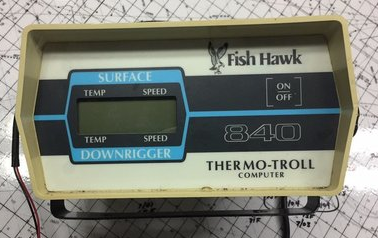 Fish Hawk
SURFACE
TEMP SPEED
ON
OFF
TEMP SPEED
DOWNRIGGER
840
THERMO-TROLL
COMPUTER